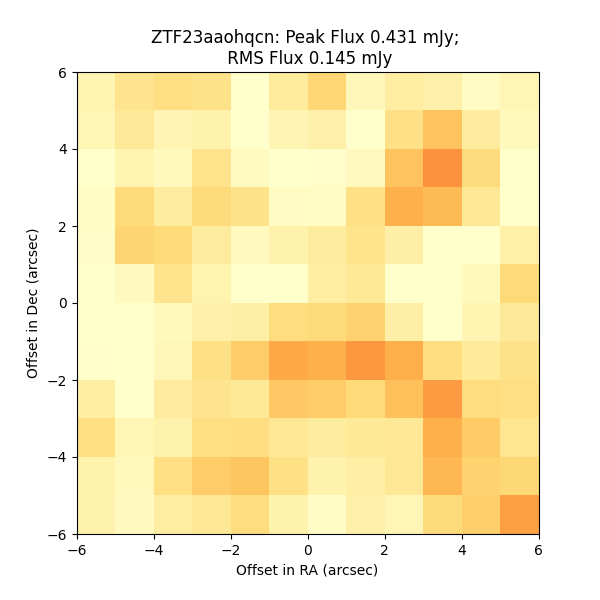 ZTF23aaohqcn: Peak Flux 0.431 mJy;
RMS Flux 0.145 mJy
6
4
2
0
−2
−4
−6
Offset in Dec (arcsec)
−6 −4 −2 0 2 4 6
Offset in RA (arcsec)